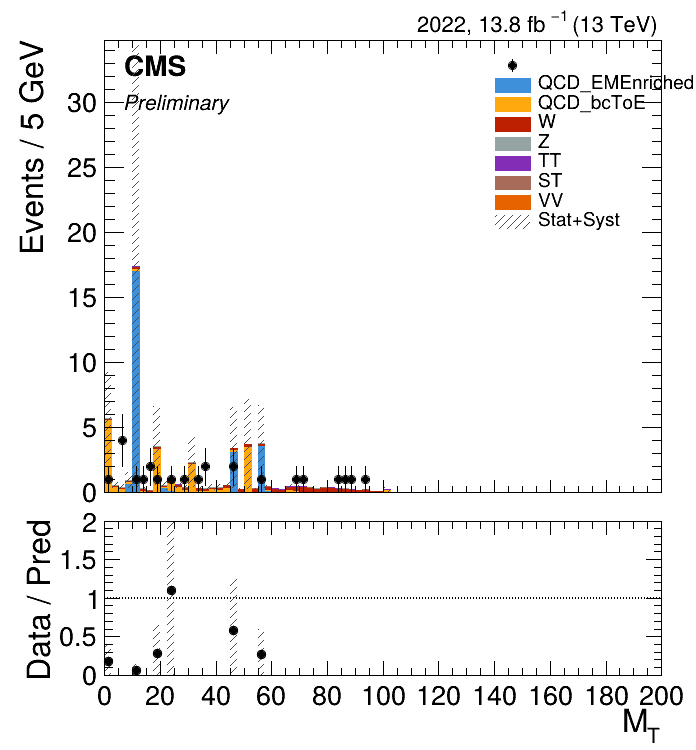 2022, 13.8 fb⁻¹ (13 TeV)
CMS
Preliminary
QCD_EMEnriched
QCD_bcToE
W
Z
TT
ST
VV
Stat+Syst
Events / 5 GeV
30
25
20
15
10
5
0
Data / Pred
2
1.5
1
0.5
0
0 20 40 60 80 100 120 140 160 180 200
M_T